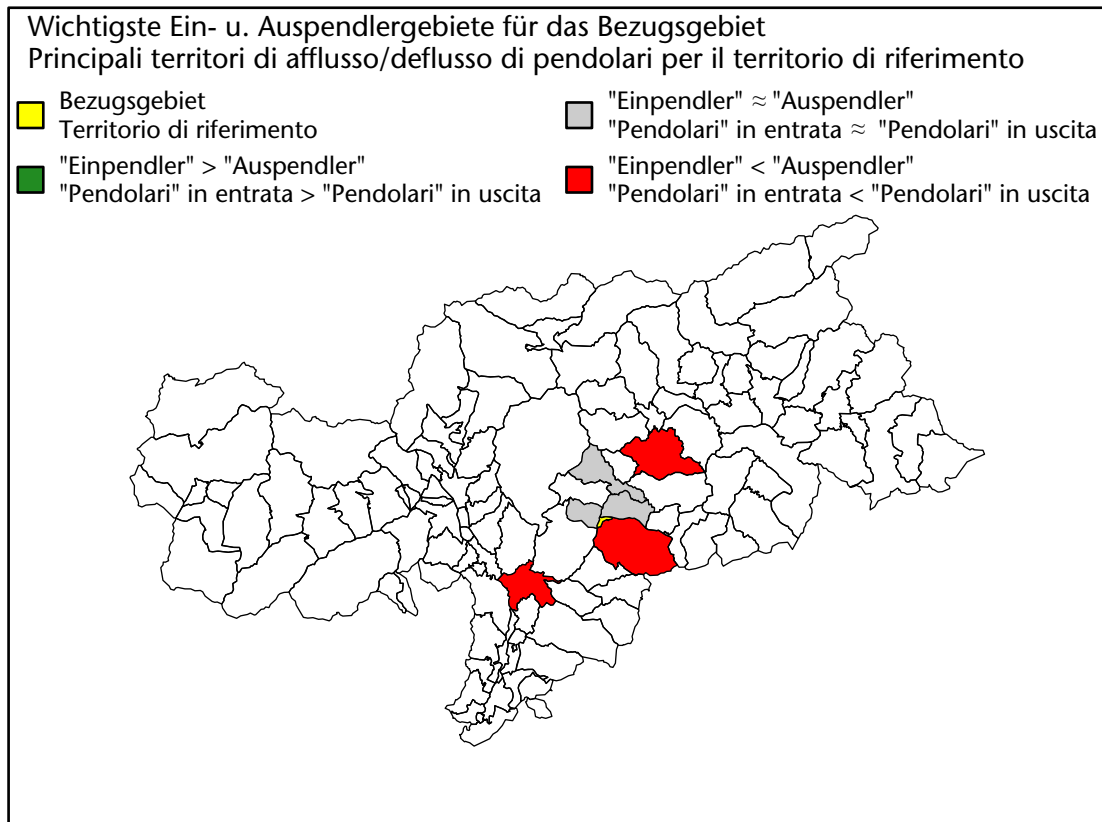 Wichtigste Ein- u. Auspendlergebiete für das Bezugsgebiet
Principali territori di afflusso/deflusso di pendolari per il territorio di riferimento
Bezugsgebiet
Territorio di riferimento
"Einpendler" > "Auspendler"
"Pendolari" in entrata > "Pendolari" in uscita
"Einpendler" ≈ "Auspendler"
"Pendolari" in entrata ≈ "Pendolari" in uscita
"Einpendler" < "Auspendler"
"Pendolari" in entrata < "Pendolari" in uscita